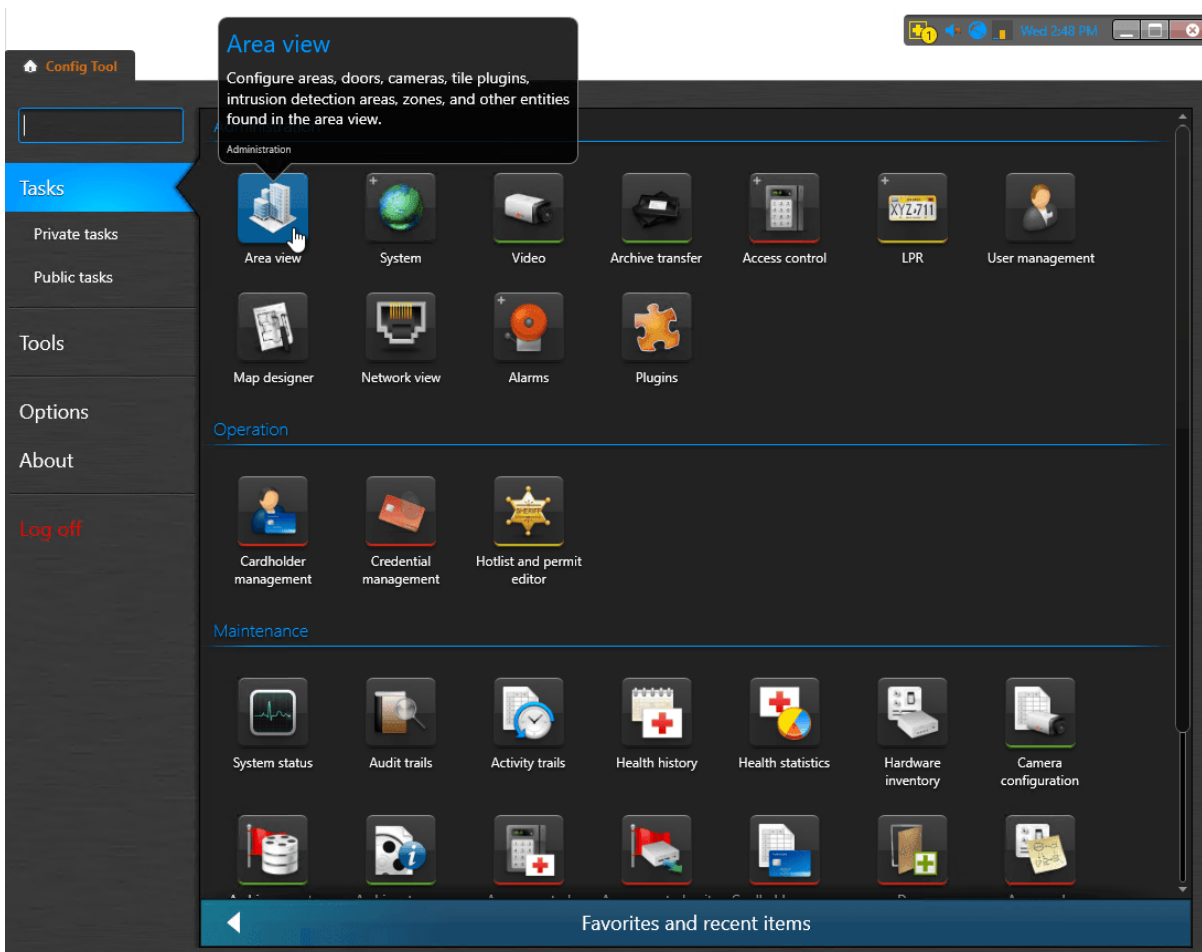 Area view
Configure areas, doors, cameras, tile plugins,
intrusion detection areas, zones, and other entities
found in the area view.
Administration
1
Wed 2:48 PM
Config Tool
Administration
Tasks
Private tasks
Public tasks
Tools
Options
About
Log off
Area view
System
Video
Archive transfer
Access control
XYZ•711
LPR
User management
Map designer
Network view
Alarms
Plugins
Operation
SHERIFF
Cardholder
management
Credential
management
Hotlist and permit
editor
Maintenance
System status
Audit trails
Activity trails
Health history
Health statistics
Hardware
inventory
Camera
configuration
Favorites and recent items